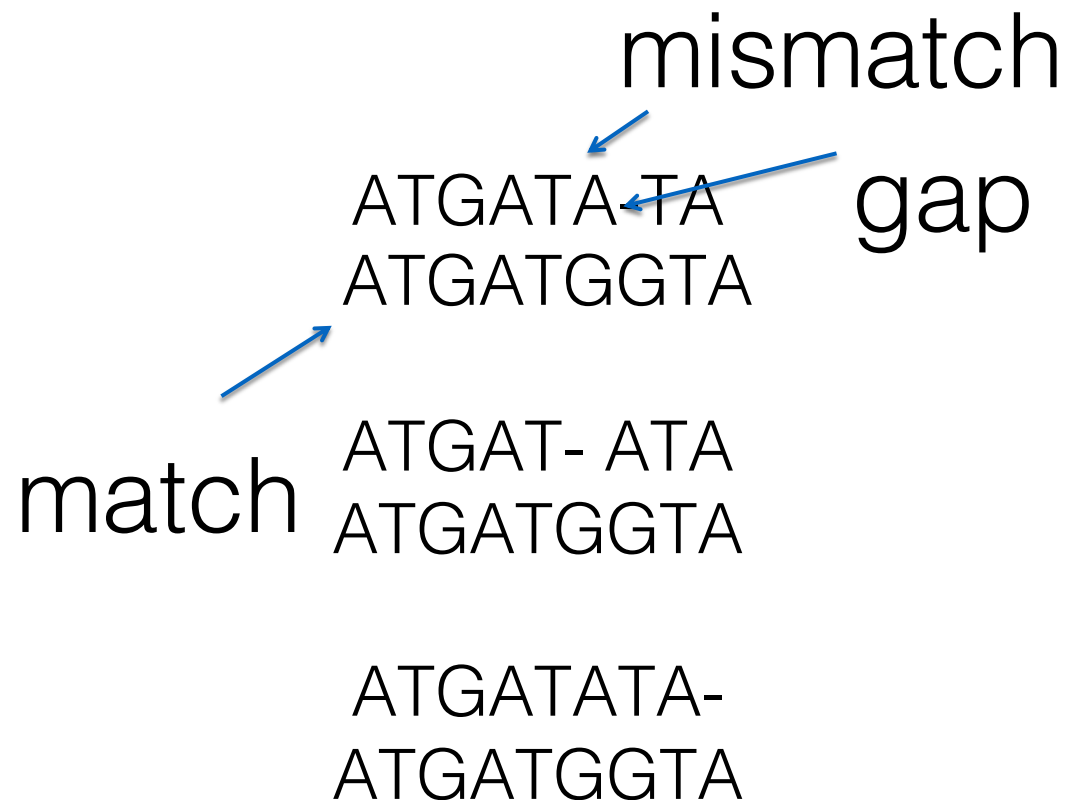 mismatch
ATGATA-TA
gap
ATGATGGTA
ATGAT- ATA
match
ATGATGGTA
ATGATATA-
ATGATGGTA